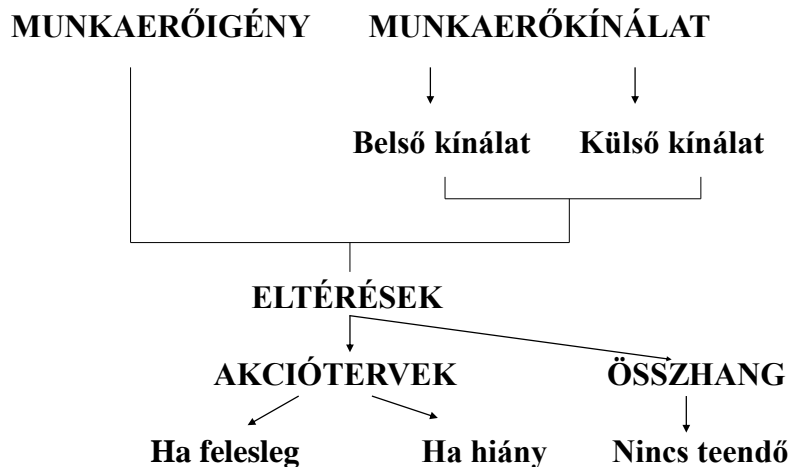 MUNKAERŐIGÉNY MUNKAERŐKÍNÁLAT
Belső kínálat Külső kínálat
ELTÉRÉSEK
AKCIÓTERVEK ÖSSZHANG
Ha felesleg Ha hiány Nincs teendő